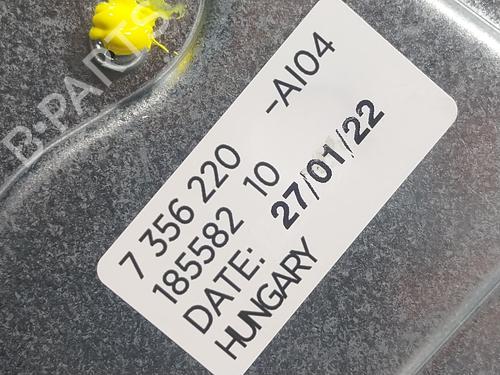 B-PARTS
7 356 220 -AI04
185582 10
DATE: 27/01/22
HUNGARY